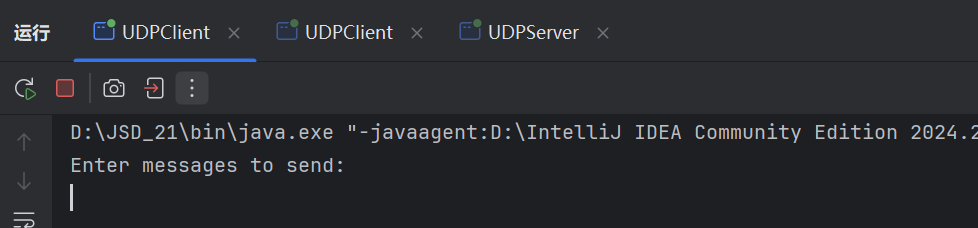 运行 UDPClient UDPClient UDPServer
D:\JSD_21\bin\java.exe "-javaagent:D:\IntelliJ IDEA Community Edition 2024.2
Enter messages to send: